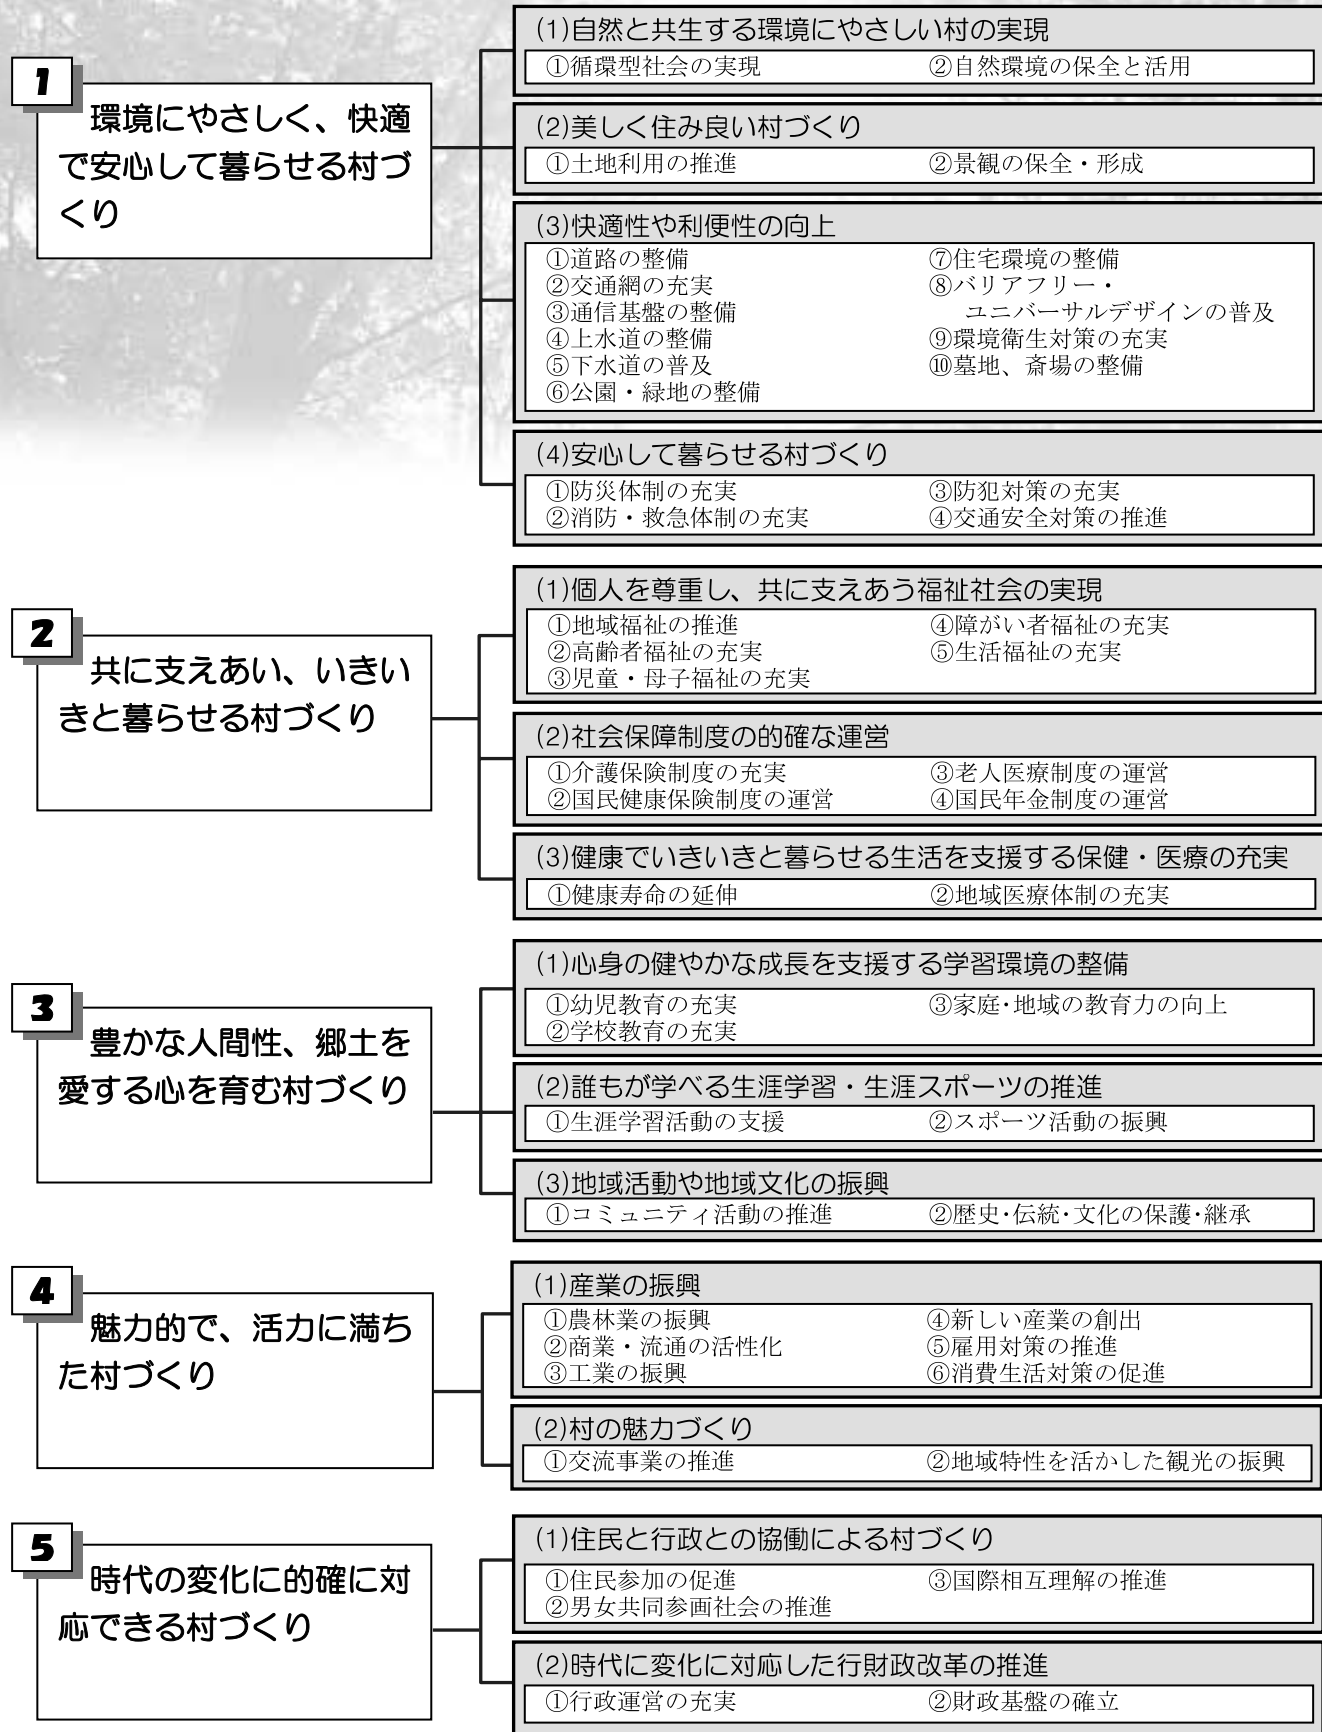 1
環境にやさしく、快適
で安心して暮らせる村づ
くり
(1)自然と共生する環境にやさしい村の実現
①循環型社会の実現 ②自然環境の保全と活用
(2)美しく住み良い村づくり
①土地利用の推進 ②景観の保全・形成
(3)快適性や利便性の向上
①道路の整備
②交通網の充実
③通信基盤の整備
④上水道の整備
⑤下水道の普及
⑥公園・緑地の整備
⑦住宅環境の整備
⑧バリアフリー・
ユニバーサルデザインの普及
⑨環境衛生対策の充実
⑩墓地、斎場の整備
(4)安心して暮らせる村づくり
①防災体制の充実
②消防・救急体制の充実
③防犯対策の充実
④交通安全対策の推進
2
共に支えあい、いきい
きと暮らせる村づくり
(1)個人を尊重し、共に支えあう福祉社会の実現
①地域福祉の推進
②高齢者福祉の充実
③児童・母子福祉の充実
④障がい者福祉の充実
⑤生活福祉の充実
(2)社会保障制度の的確な運営
①介護保険制度の充実
②国民健康保険制度の運営
③老人医療制度の運営
④国民年金制度の運営
(3)健康でいきいきと暮らせる生活を支援する保健・医療の充実
①健康寿命の延伸 ②地域医療体制の充実
3
豊かな人間性、郷土を
愛する心を育む村づくり
(1)心身の健やかな成長を支援する学習環境の整備
①幼児教育の充実
②学校教育の充実
③家庭・地域の教育力の向上
(2)誰もが学べる生涯学習・生涯スポーツの推進
①生涯学習活動の支援 ②スポーツ活動の振興
(3)地域活動や地域文化の振興
①コミュニティ活動の推進 ②歴史・伝統・文化の保護・継承
4
魅力的で、活力に満ち
た村づくり
(1)産業の振興
①農林業の振興
②商業・流通の活性化
③工業の振興
④新しい産業の創出
⑤雇用対策の推進
⑥消費生活対策の促進
(2)村の魅力づくり
①交流事業の推進 ②地域特性を活かした観光の振興
5
時代の変化に的確に対
応できる村づくり
(1)住民と行政との協働による村づくり
①住民参加の促進
②男女共同参画社会の推進
③国際相互理解の推進
(2)時代に変化に対応した行財政改革の推進
①行政運営の充実 ②財政基盤の確立